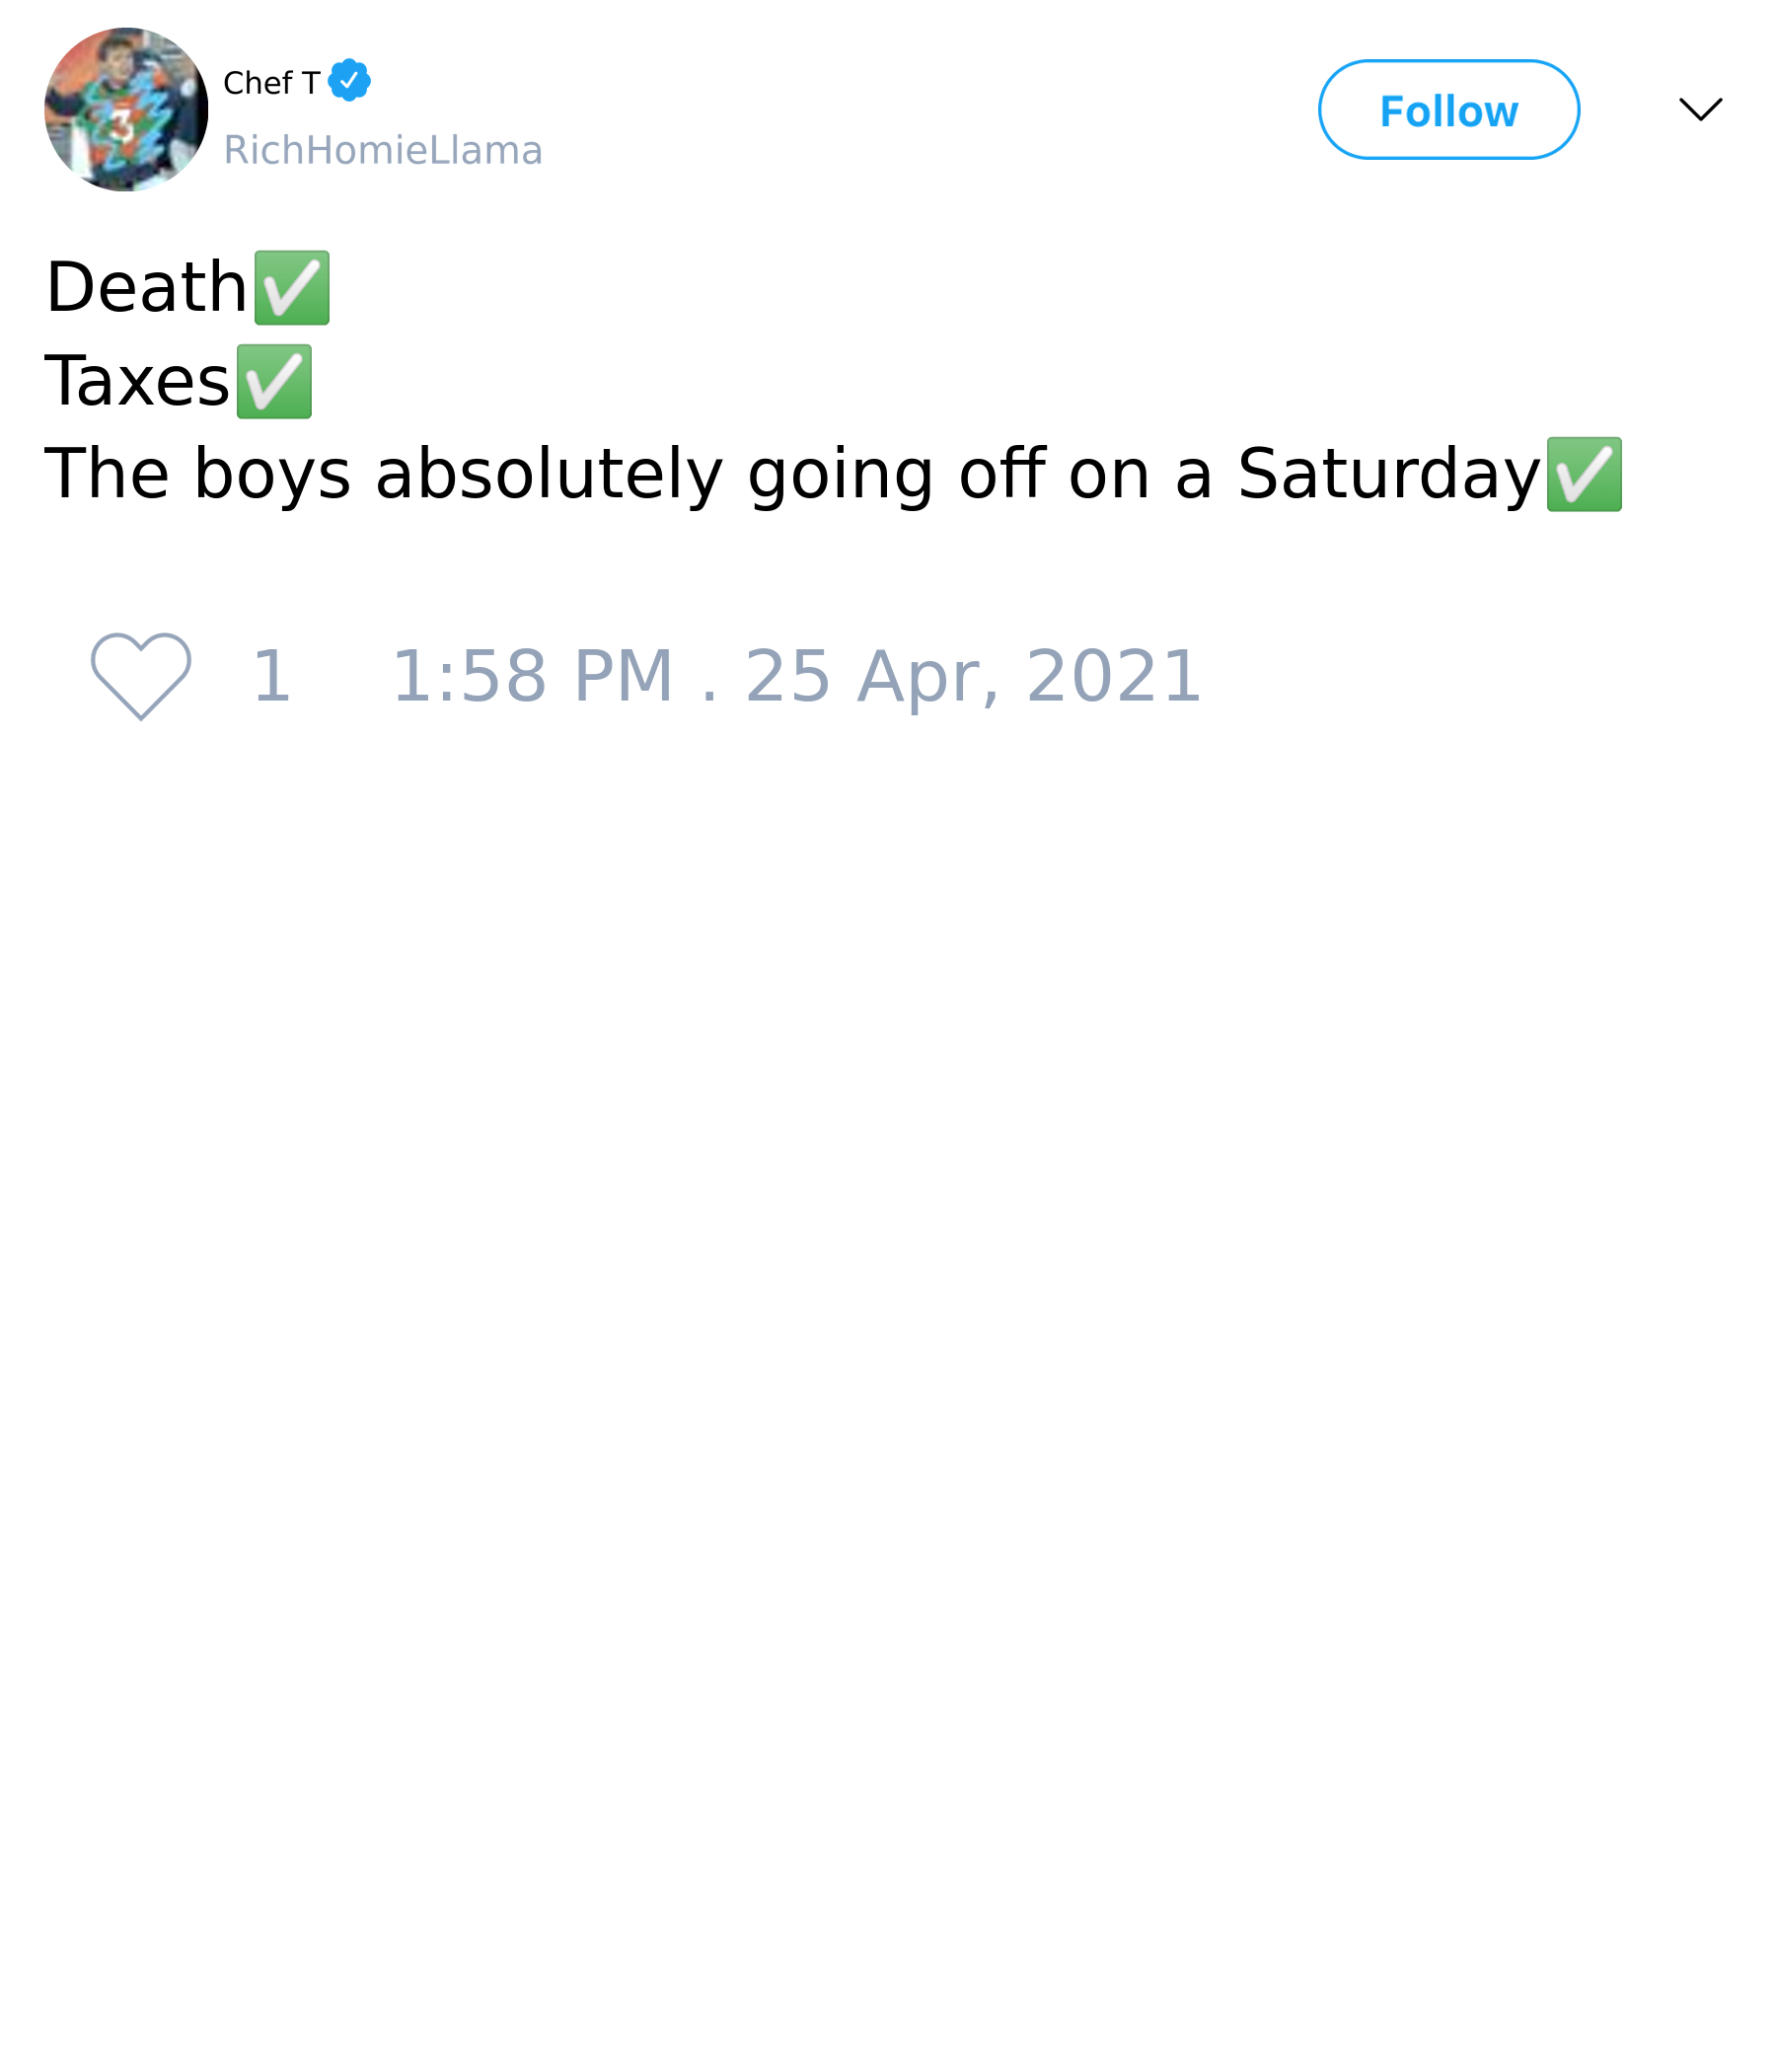 Chef T
RichHomieLlama
Follow
Death✅
Taxes✅
The boys absolutely going off on a Saturday✅
1 1:58 PM . 25 Apr, 2021
3